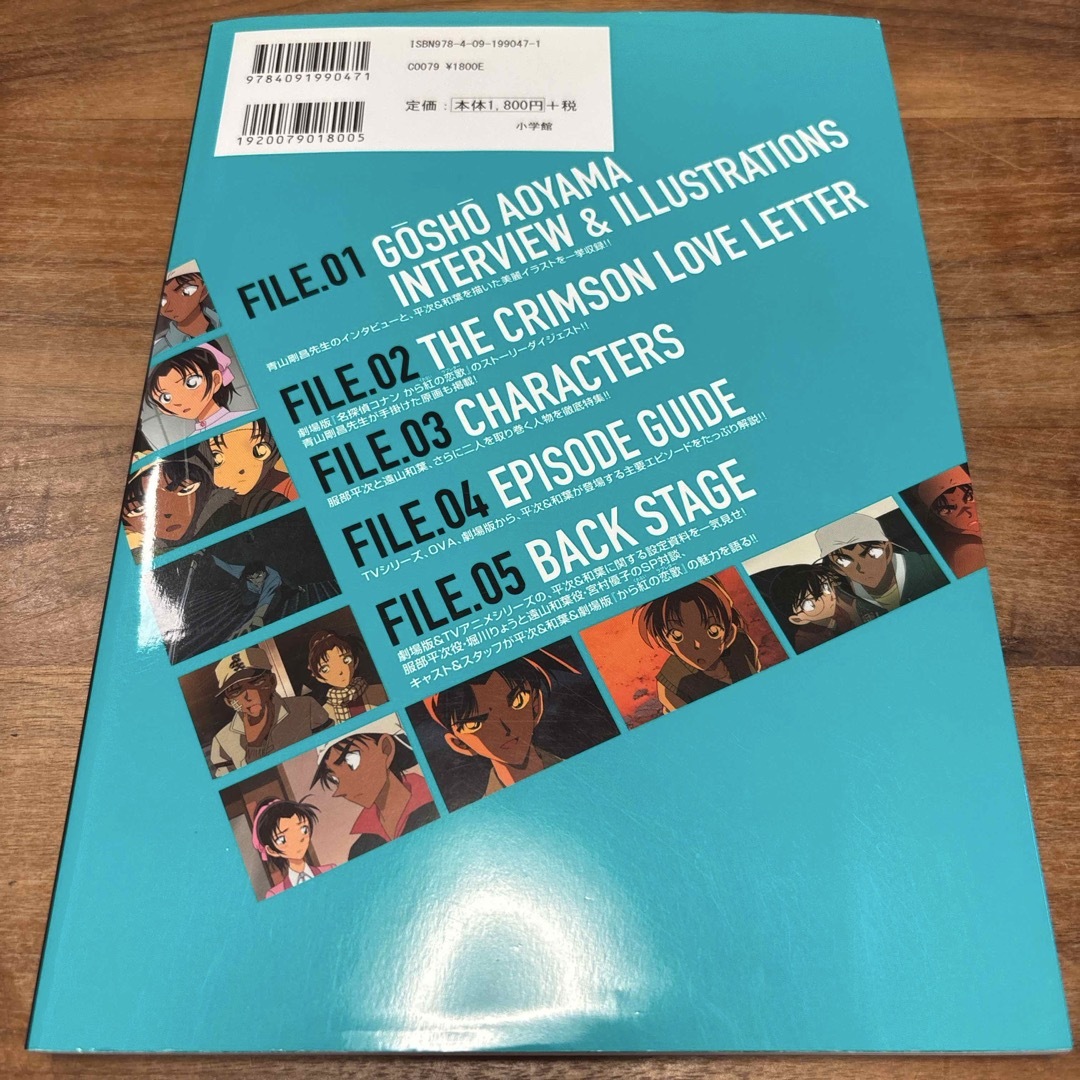 ISBN978-4-09-199047-1
C0079 ¥1800E
9784091990471
定価：本体1,800円+税
1920079018005
小学館
FILE.01 GŌSHŌ AOYAMA
INTERVIEW & ILLUSTRATIONS
青山剛昌先生のインタビューと、平次&和葉を描いた美麗イラストを一挙収録!!
FILE.02 THE CRIMSON LOVE LETTER
劇場版『名探偵コナン から紅の恋歌』のストーリーダイジェスト!!
青山剛昌先生が手掛けた原画も掲載!
FILE.03 CHARACTERS
服部平次と遠山和葉、さらに二人を取り巻く人物を徹底特集!!
FILE.04 EPISODE GUIDE
TVシリーズ、OVA、劇場版から、平次&和葉が登場する主要エピソードをたっぷり解説!!
FILE.05 BACK STAGE
劇場版&TVアニメシリーズの、平次&和葉に関する設定資料を一気見せ!
服部平次役・堀川りょうと遠山和葉役・宮村優子のSP対談、
キャスト&スタッフが平次&和葉&劇場版『から紅の恋歌』の魅力を語る!!